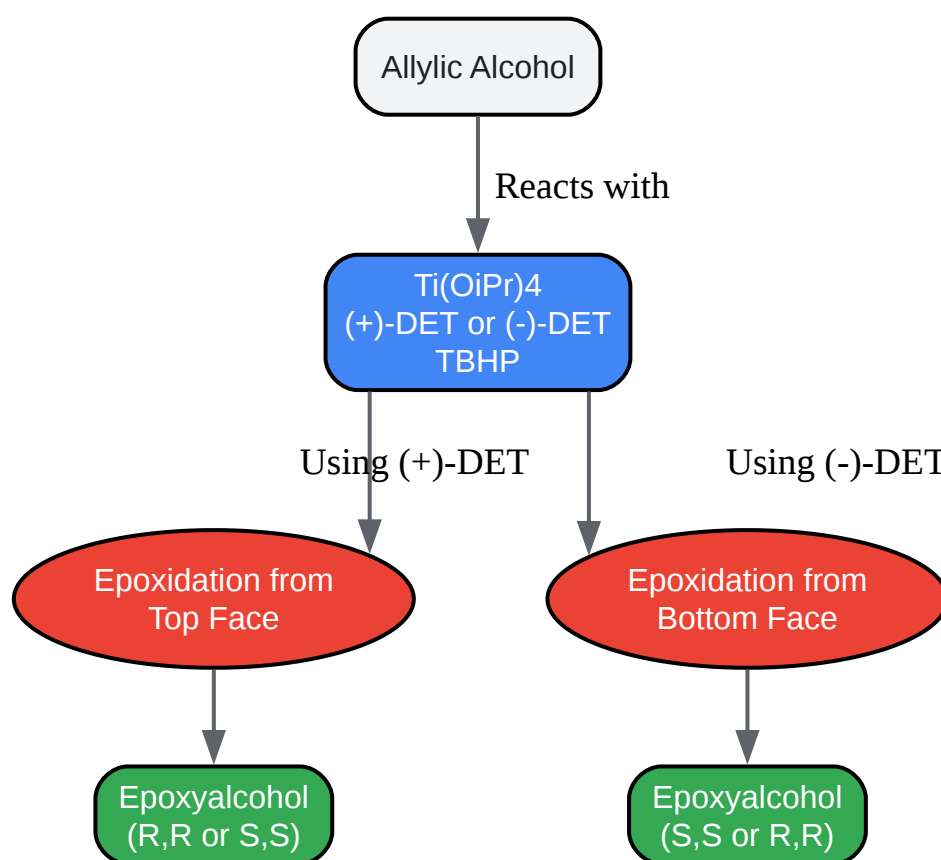 Allylic Alcohol
Reacts with
Ti(OiPr)4
(+)-DET or (-)-DET
TBHP
Using (+)-DET
Using (-)-DET
Epoxidation from
Top Face
Epoxidation from
Bottom Face
Epoxyalcohol
(R,R or S,S)
Epoxyalcohol
(S,S or R,R)